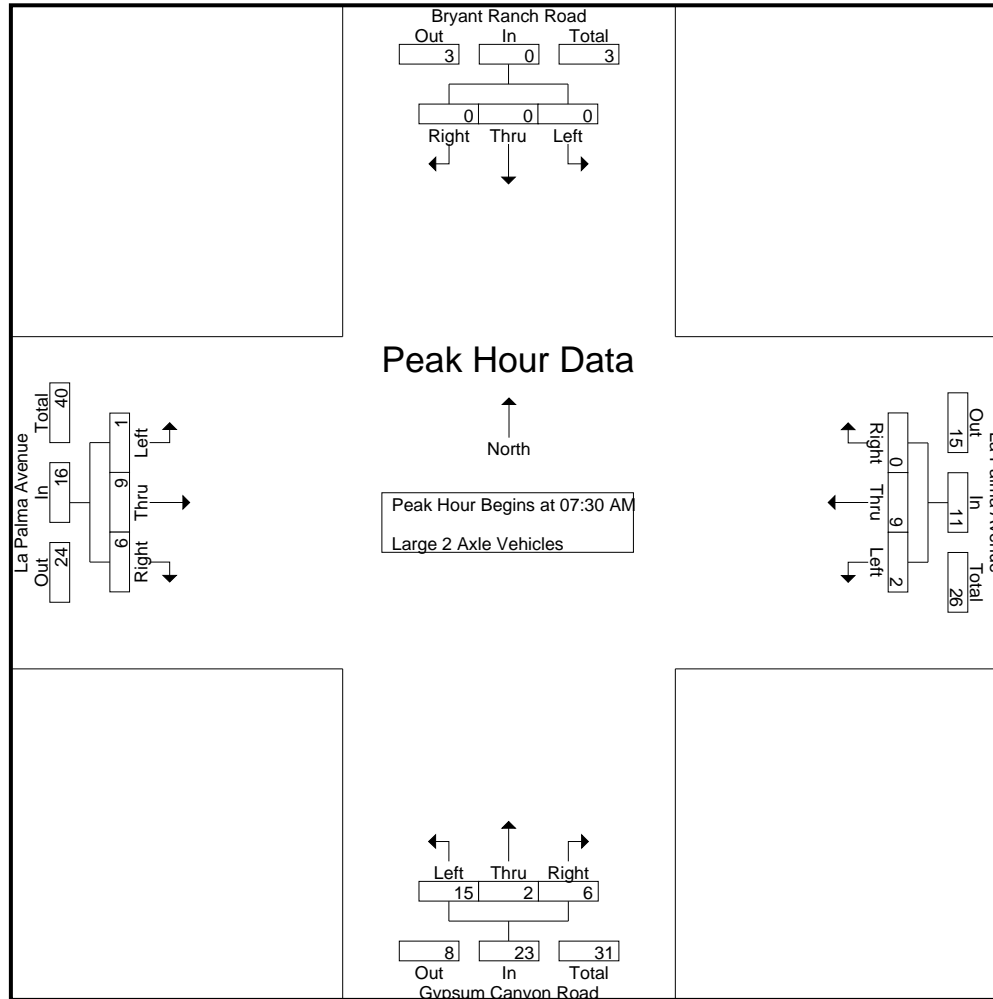 Bryant Ranch Road
Out In Total
3 0 3
0 0 0
Right Thru Left
Peak Hour Data
North
Peak Hour Begins at 07:30 AM
Large 2 Axle Vehicles
La Palma Avenue
Total In Out
40 16 24
1 9 6
Left Thru Right
La Palma Avenue
Out In Total
15 11 26
0 9 2
Right Thru Left
Left Thru Right
15 2 6
8 23 31
Out In Total
Gypsum Canyon Road